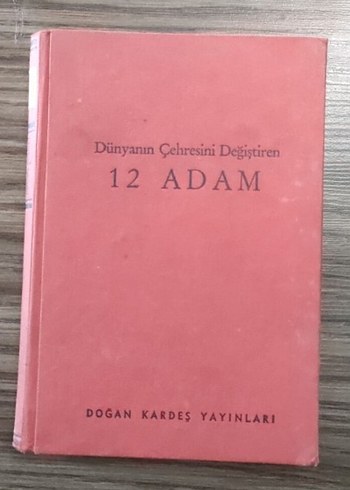 Dünyanın Çehresini Değiştiren
12 ADAM
DOĞAN KARDEŞ YAYINLARI